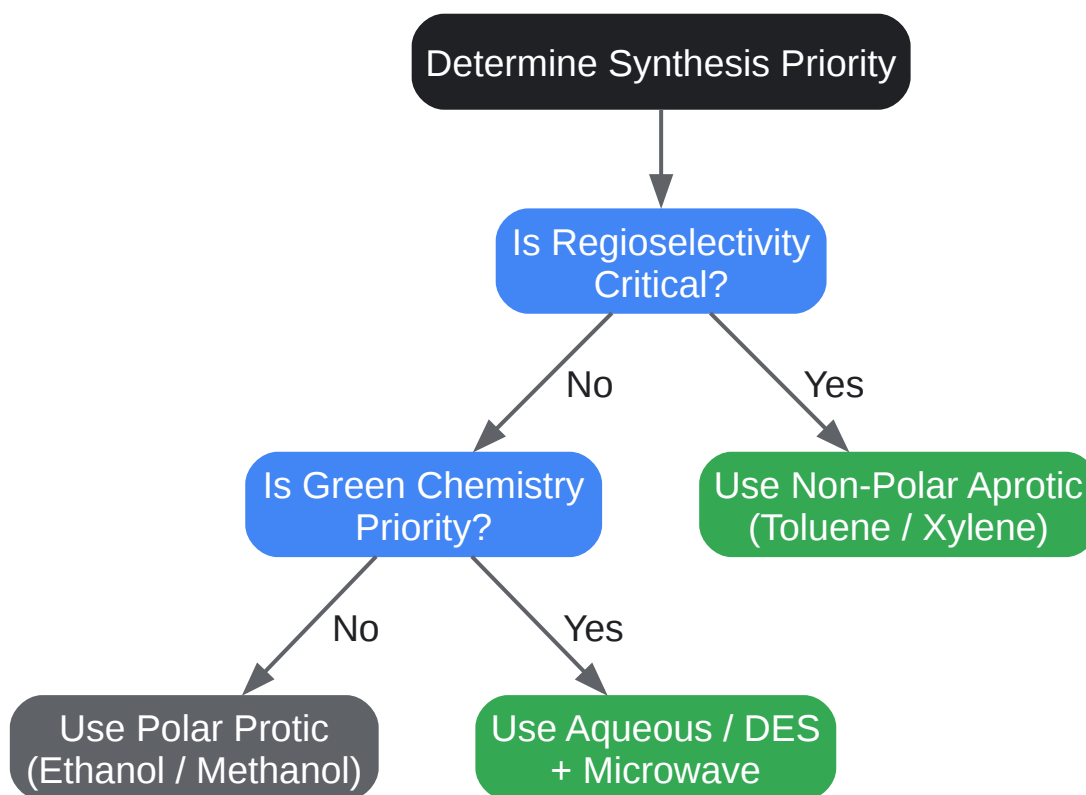 Determine Synthesis Priority
Is Regioselectivity
Critical?
No
Yes
Is Green Chemistry
Priority?
Use Non-Polar Aprotic
(Toluene / Xylene)
No
Yes
Use Polar Protic
(Ethanol / Methanol)
Use Aqueous / DES
+ Microwave